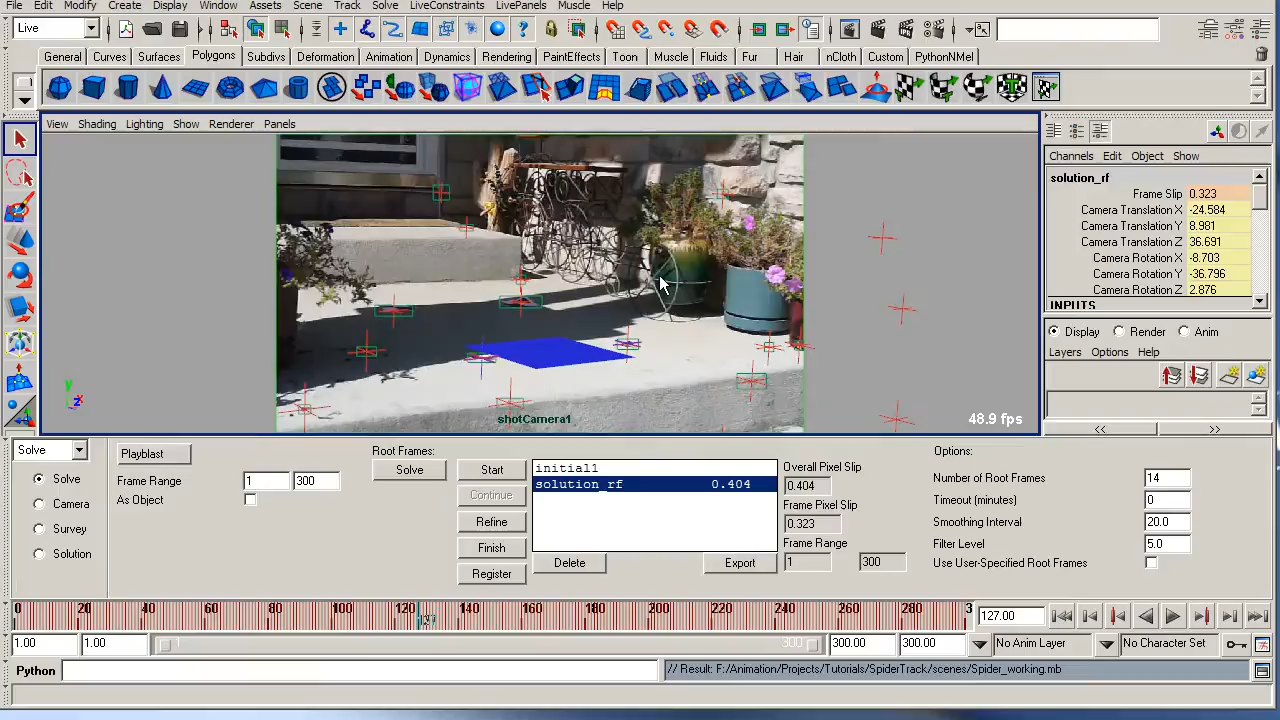 File Edit Modify Create Display Window Assets Scene Track Solve LiveConstraints LivePanels Muscle Help
Live
General Curves Surfaces Polygons Subdivs Deformation Animation Dynamics Rendering PaintEffects Toon Muscle Fluids Fur Hair nCloth Custom PythonNMel
View Shading Lighting Show Renderer Panels
shotCamera1
48.9 fps
y
z
x
Channels Edit Object Show
solution_rf
Frame Slip 0.323
Camera Translation X -24.584
Camera Translation Y 8.981
Camera Translation Z 36.691
Camera Rotation X -8.703
Camera Rotation Y -36.796
Camera Rotation Z 2.876
INPUTS
Display Render Anim
Layers Options Help
<< >>
Solve
Solve
Camera
Survey
Solution
Playblast
Frame Range 1 300
As Object
Root Frames:
Solve
Start
Continue
Refine
Finish
Register
initial1
solution_rf 0.404
Delete Export
Overall Pixel Slip
0.404
Frame Pixel Slip
0.323
Frame Range
1 300
Options:
Number of Root Frames 14
Timeout (minutes) 0
Smoothing Interval 20.0
Filter Level 5.0
Use User-Specified Root Frames
0 20 40 60 80 100 120 140 160 180 200 220 240 260 280 3
127
127.00
1.00 1.00 1 300 300.00 300.00 No Anim Layer No Character Set
Python // Result: F:/Animation/Projects/Tutorials/SpiderTrack/scenes/Spider_working.mb